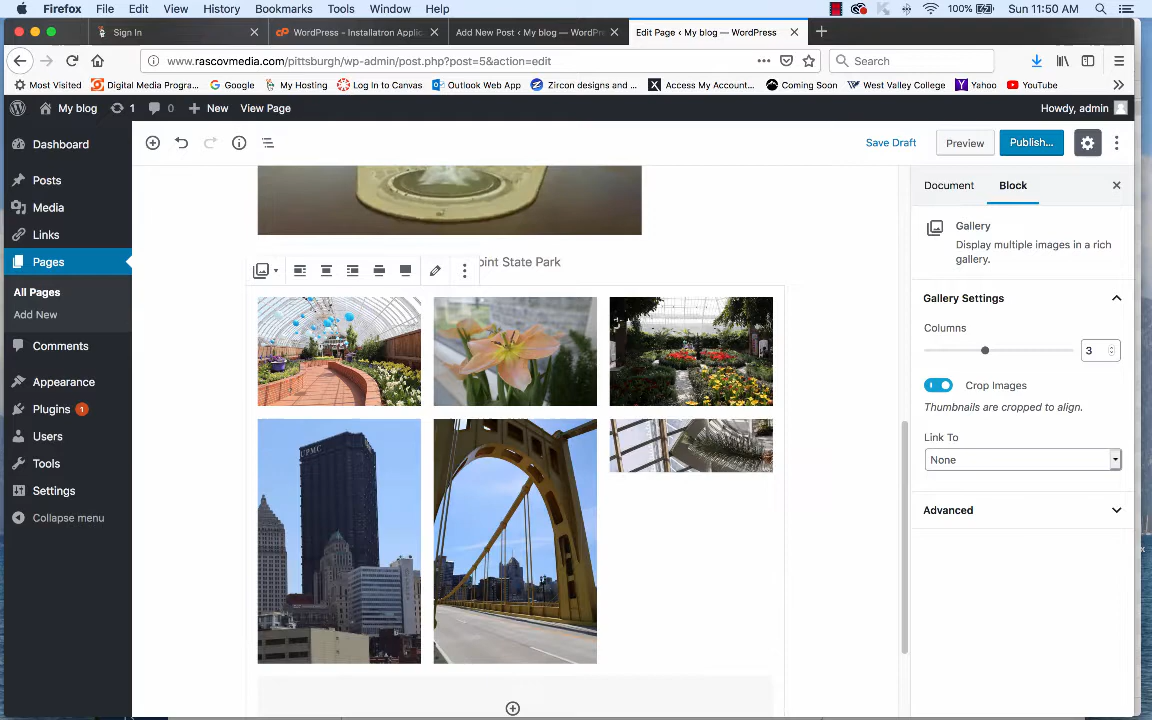 Firefox File Edit View History Bookmarks Tools Window Help 100% Sun 11:50 AM
Sign In WordPress - Installatron Applic Add New Post ‹ My blog — WordPr Edit Page ‹ My blog — WordPress
www.rascovmedia.com/pittsburgh/wp-admin/post.php?post=5&action=edit Search
Most Visited Digital Media Progra... Google My Hosting Log In to Canvas Outlook Web App Zircon designs and ... Access My Account... Coming Soon West Valley College Yahoo YouTube
My blog 1 0 New View Page Howdy, admin
Dashboard
Posts
Media
Links
Pages
All Pages
Add New
Comments
Appearance
Plugins 1
Users
Tools
Settings
Collapse menu
Save Draft Preview Publish...
oint State Park
UPMC
Document Block
Gallery
Display multiple images in a rich
gallery.
Gallery Settings
Columns
3
Crop Images
Thumbnails are cropped to align.
Link To
None
Advanced